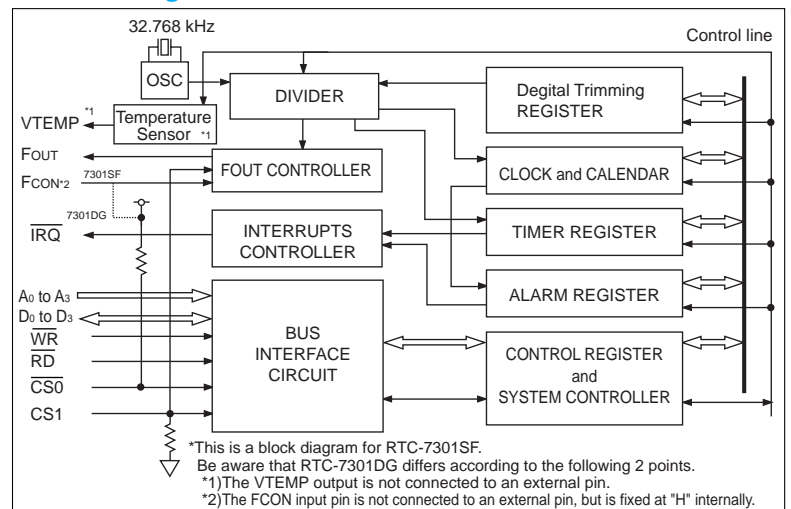 32.768 kHz
Control line
OSC
DIVIDER
Degital Trimming
REGISTER
VTEMP *1
Temperature
Sensor *1
FOUT
FCON*2
7301SF
FOUT CONTROLLER
CLOCK and CALENDAR
7301DG
IRQ
INTERRUPTS
CONTROLLER
TIMER REGISTER
ALARM REGISTER
A0 to A3
D0 to D3
WR
RD
CS0
CS1
BUS
INTERFACE
CIRCUIT
CONTROL REGISTER
and
SYSTEM CONTROLLER
*This is a block diagram for RTC-7301SF.
Be aware that RTC-7301DG differs according to the following 2 points.
*1)The VTEMP output is not connected to an external pin.
*2)The FCON input pin is not connected to an external pin, but is fixed at "H" internally.